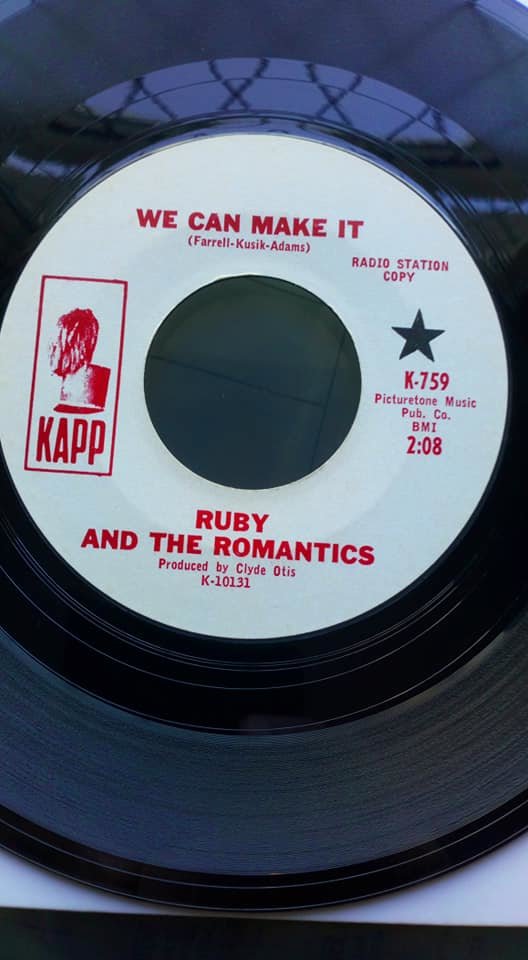 WE CAN MAKE IT
(Farrell-Kusik-Adams)
RADIO STATION
COPY
KAPP
K-759
Picturetone Music
Pub. Co.
BMI
2:08
RUBY
AND THE ROMANTICS
Produced by Clyde Otis
K-10131